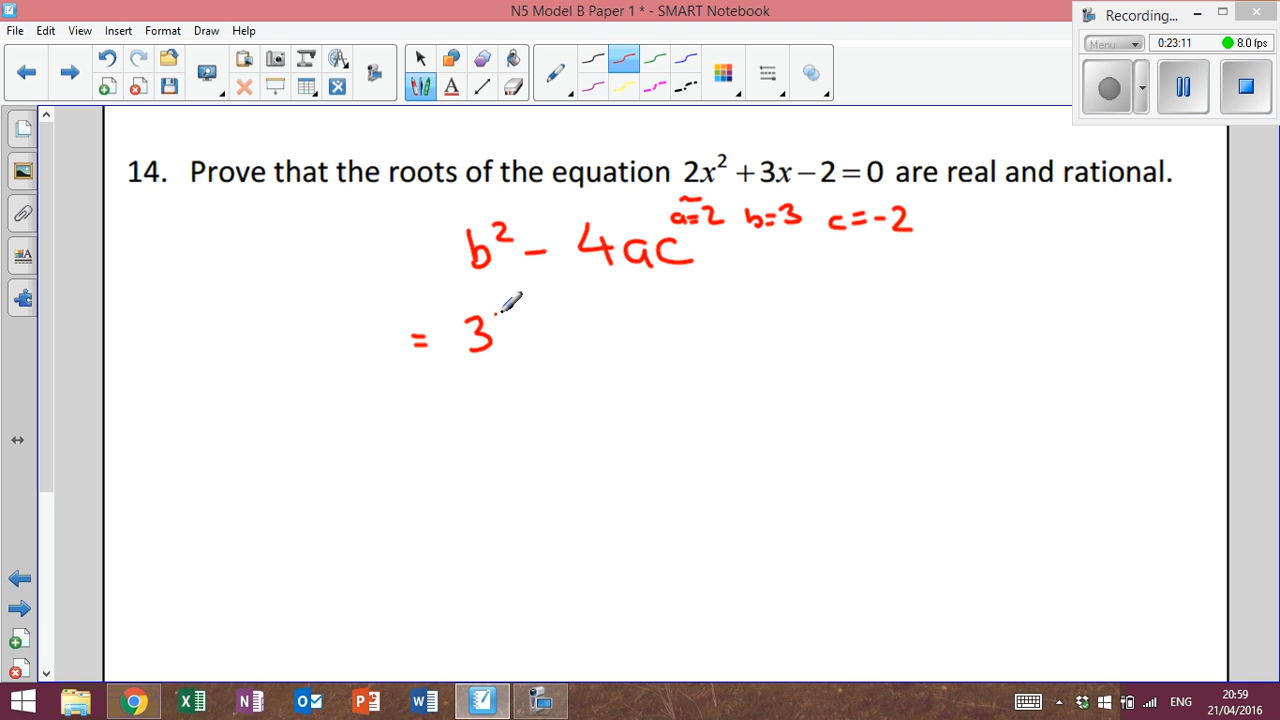 N5 Model B Paper 1 * - SMART Notebook
File Edit View Insert Format Draw Help
Recording...
Menu 0:23:11 8.0 fps
14. Prove that the roots of the equation 2x² + 3x − 2 = 0 are real and rational.
a=2 b=3 c=-2
b² - 4ac
= 3
ENG
20:59
21/04/2016